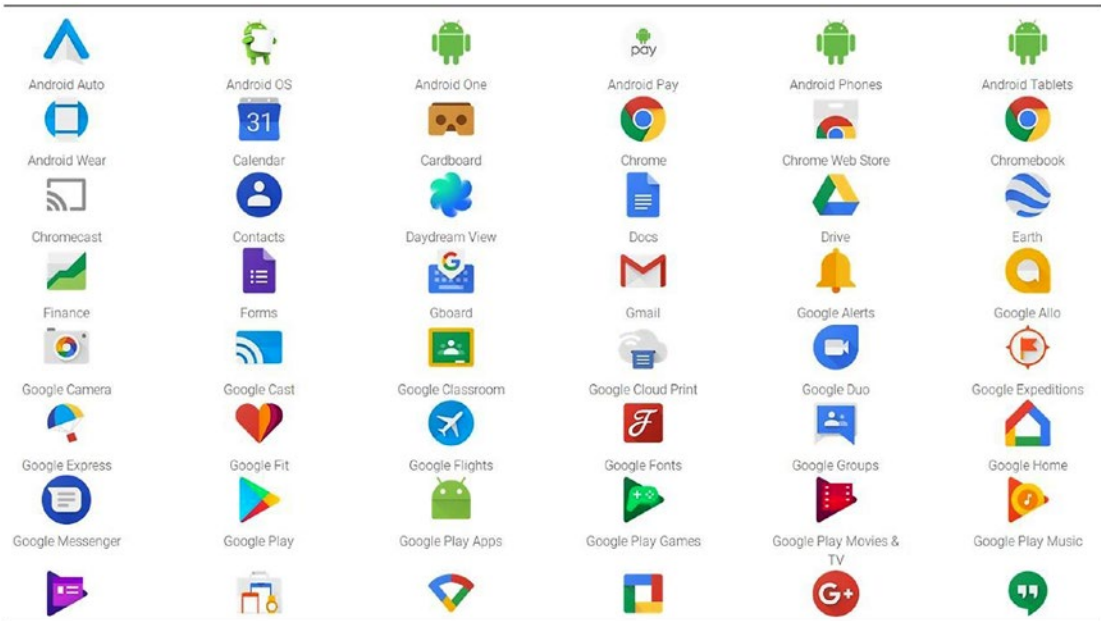 pay
Android Auto
Android OS
Android One
Android Pay
Android Phones
Android Tablets
31
Android Wear
Calendar
Cardboard
Chrome
Chrome Web Store
Chromebook
Chromecast
Contacts
Daydream View
Docs
Drive
Earth
G
Finance
Forms
Gboard
Gmail
Google Alerts
Google Allo
Google Camera
Google Cast
Google Classroom
Google Cloud Print
Google Duo
Google Expeditions
F
Google Express
Google Fit
Google Flights
Google Fonts
Google Groups
Google Home
Google Messenger
Google Play
Google Play Apps
Google Play Games
Google Play Movies &
TV
Google Play Music
G+